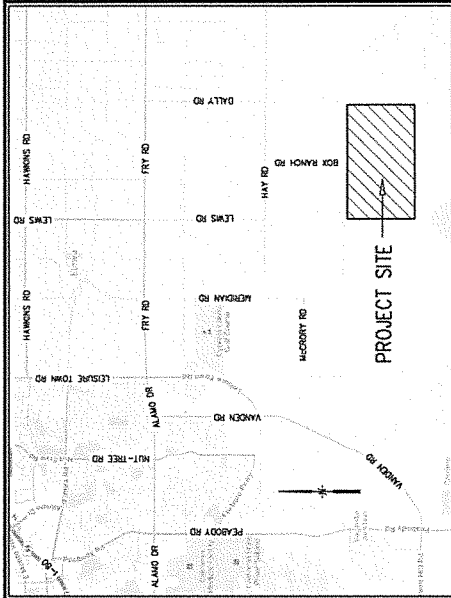 DALLY RD
HAWKINS RD
FRY RD
HAY RD
BOX RANCH RD
LEWIS RD
LEWIS RD
PROJECT SITE
HAWKINS RD
FRY RD
MERIDIAN RD
McCRORY RD
LEISURE TOWN RD
ALAMO DR
VANDEN RD
NUT-TREE RD
VANDEN RD
I-80
N
PEABODY RD
ALAMO DR